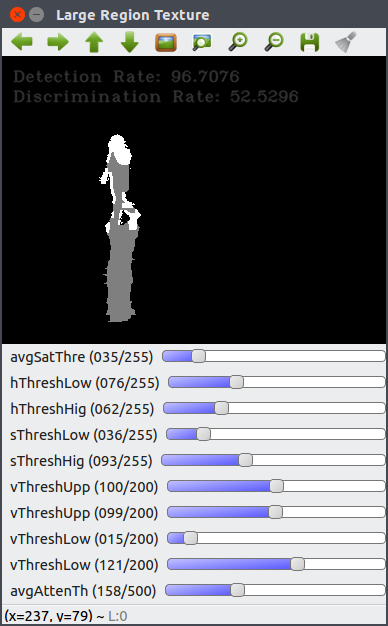 Large Region Texture
Detection Rate: 96.7076
Discrimination Rate: 52.5296
avgSatThre (035/255)
hThreshLow (076/255)
hThreshHig (062/255)
sThreshLow (036/255)
sThreshHig (093/255)
vThreshUpp (100/200)
vThreshUpp (099/200)
vThreshLow (015/200)
vThreshLow (121/200)
avgAttenTh (158/500)
(x=237, y=79) ~ L:0